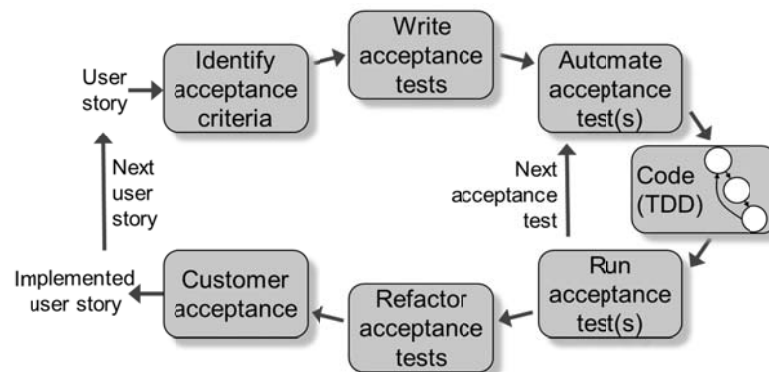 User
story
Identify
acceptance
criteria
Write
acceptance
tests
Automate
acceptance
test(s)
Code
(TDD)
Next
user
story
Next
acceptance
test
Implemented
user story
Customer
acceptance
Refactor
acceptance
tests
Run
acceptance
test(s)